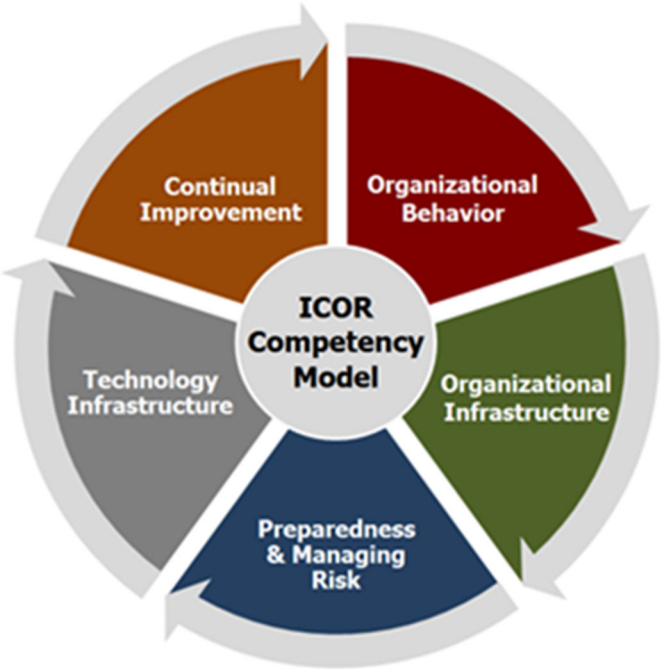 Continual
Improvement
Organizational
Behavior
ICOR
Competency
Model
Technology
Infrastructure
Organizational
Infrastructure
Preparedness
& Managing
Risk